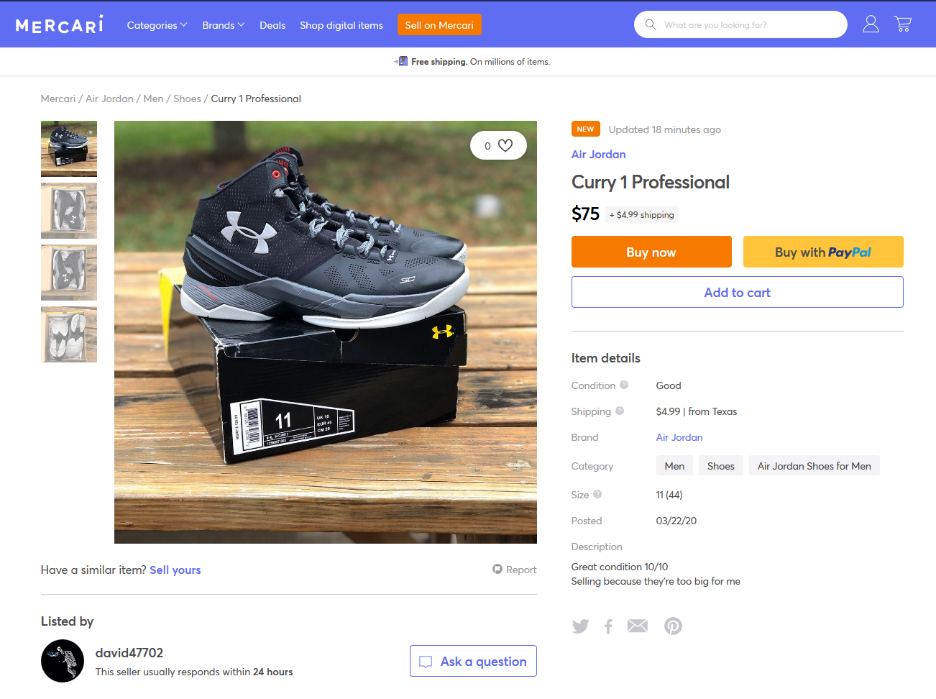 MERCARI
Categories Brands Deals Shop digital items Sell on Mercari What are you looking for?
Free shipping. On millions of items.
Mercari / Air Jordan / Men / Shoes / Curry 1 Professional
0
NEW Updated 18 minutes ago
Air Jordan
Curry 1 Professional
$75 + $4.99 shipping
Buy now Buy with PayPal
Add to cart
Item details
Condition Good
Shipping $4.99 | from Texas
Brand Air Jordan
Category Men Shoes Air Jordan Shoes for Men
Size 11 (44)
Posted 03/22/20
Description
Great condition 10/10
Selling because they're too big for me
11
Have a similar item? Sell yours Report
Listed by
david47702
This seller usually responds within 24 hours
Ask a question